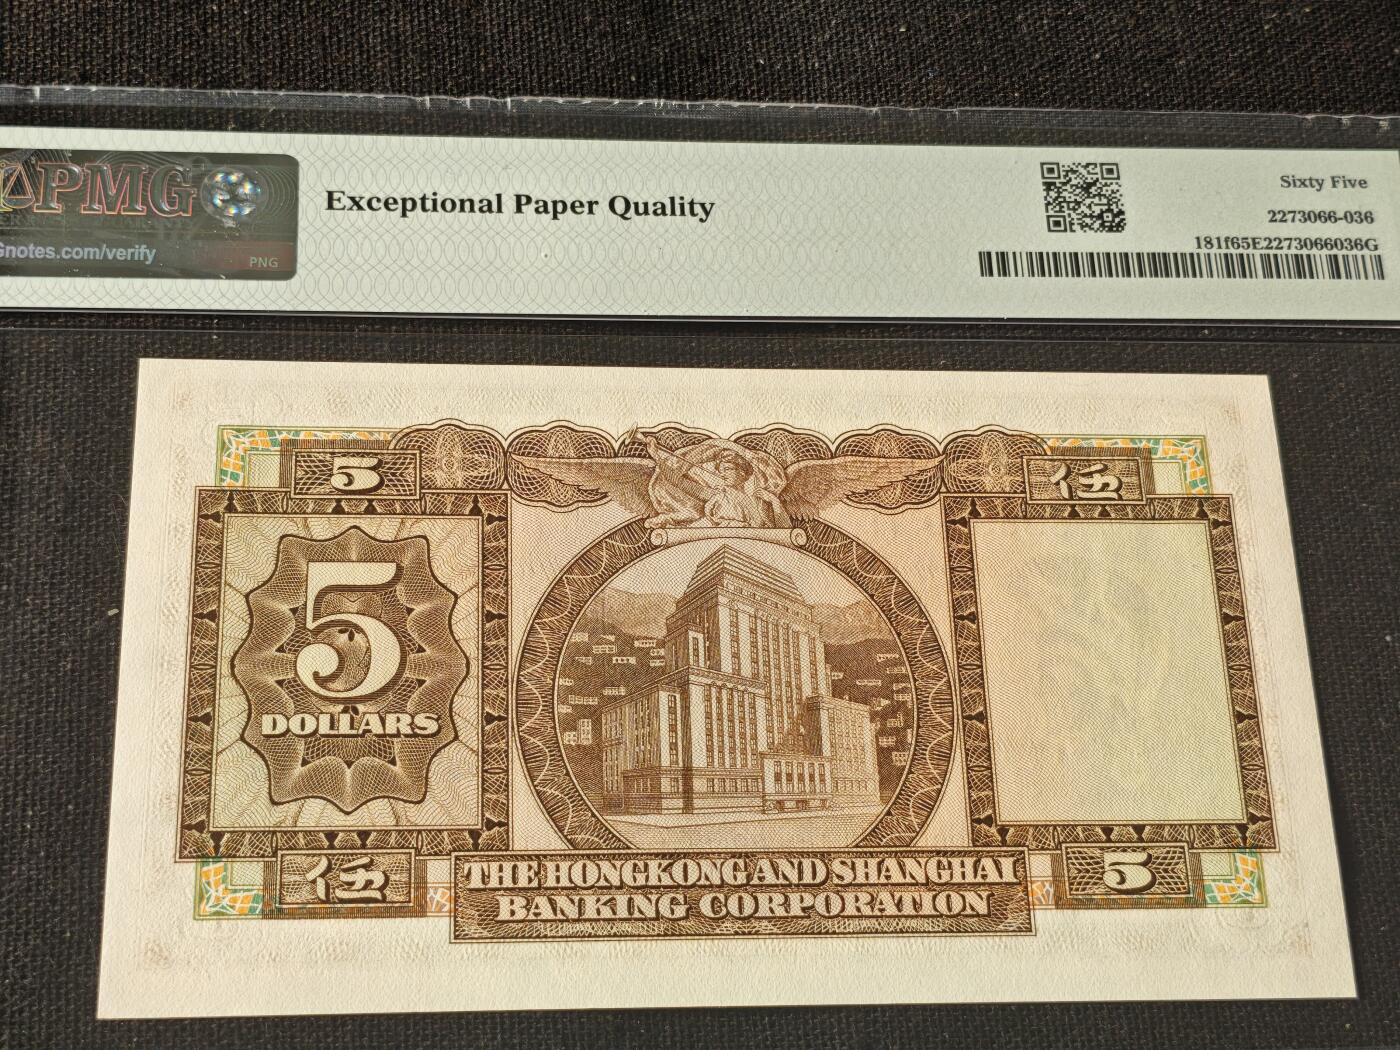 PMG
Gnotes.com/verify
PNG
Exceptional Paper Quality
Sixty Five
2273066-036
181f65E2273066036G
5
伍
5
DOLLARS
伍
5
THE HONGKONG AND SHANGHAI
BANKING CORPORATION